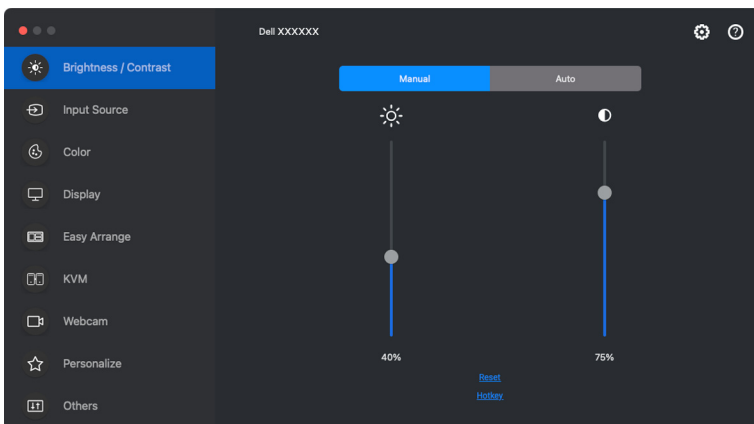 Dell XXXXXX
Brightness / Contrast
Input Source
Color
Display
Easy Arrange
KVM
Webcam
Personalize
Others
Manual
Auto
40%
75%
Reset
Hotkey